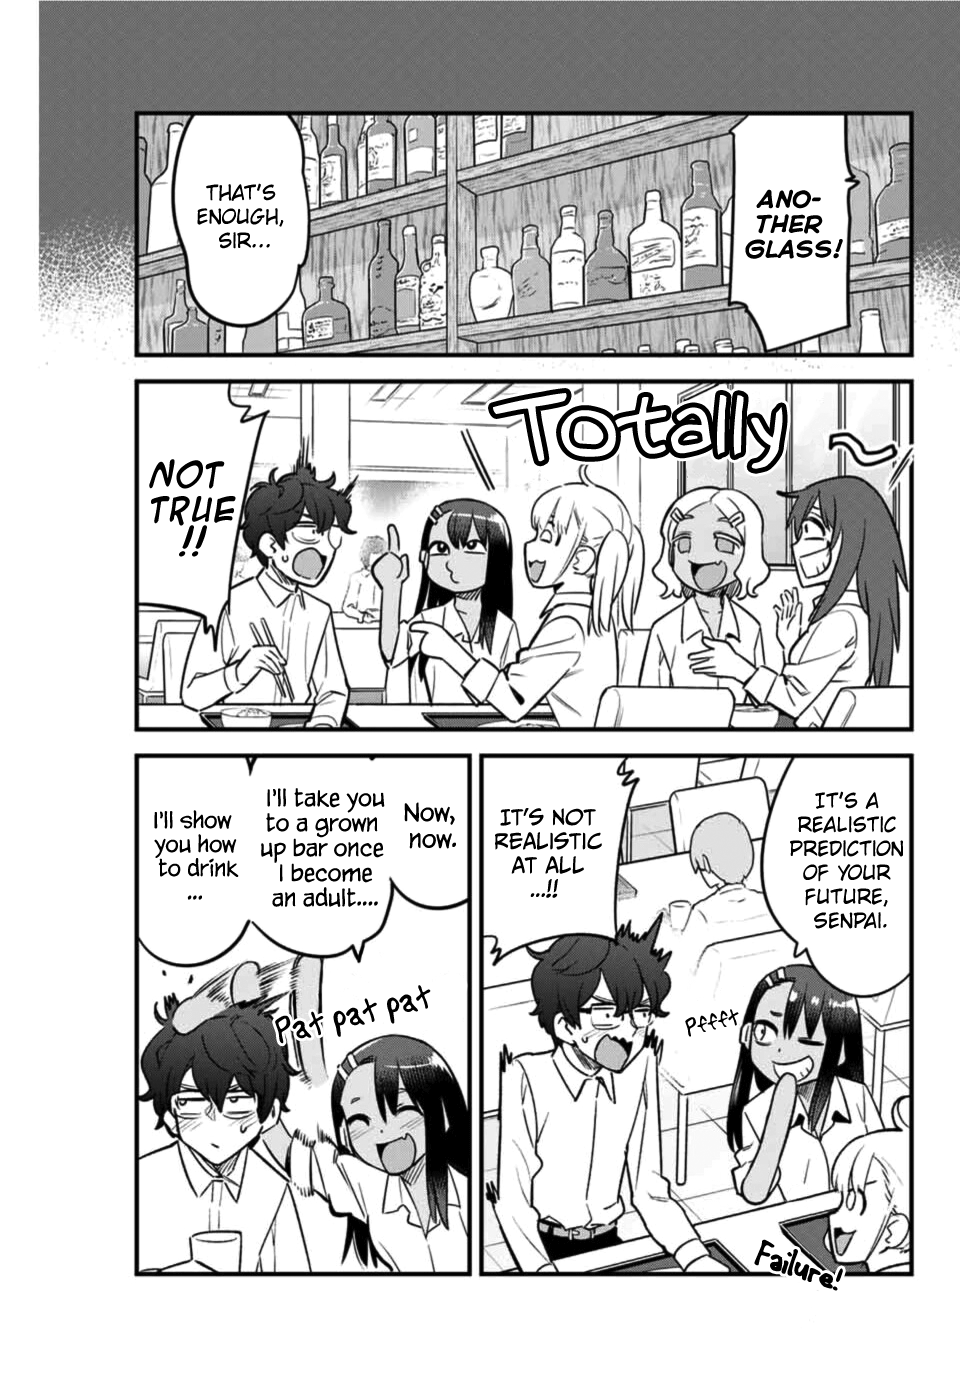 ANO-
THER
GLASS!
THAT'S
ENOUGH,
SIR...
Totally
NOT
TRUE
!!
IT'S A
REALISTIC
PREDICTION
OF YOUR
FUTURE,
SENPAI.
IT'S NOT
REALISTIC
AT ALL
...!!
Pffft
Failure!
Now,
now.
I'll take you
to a grown
up bar once
I become
an adult....
I'll show
you how
to drink
...
Pat pat pat